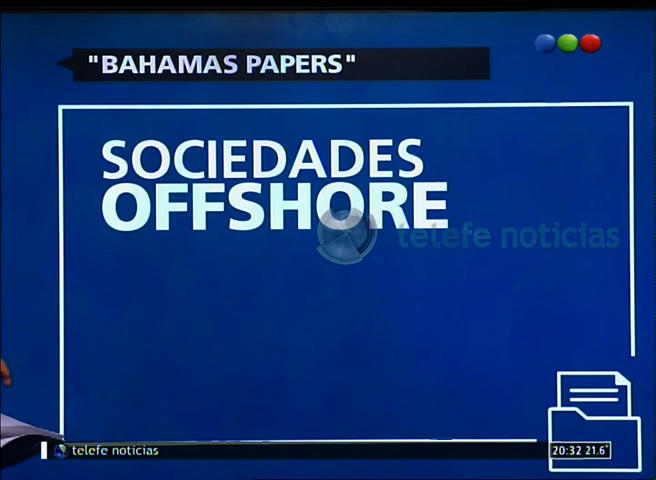 "BAHAMAS PAPERS"
SOCIEDADES
OFFSHORE
telefe noticias
telefe noticias
20:32 21.6°